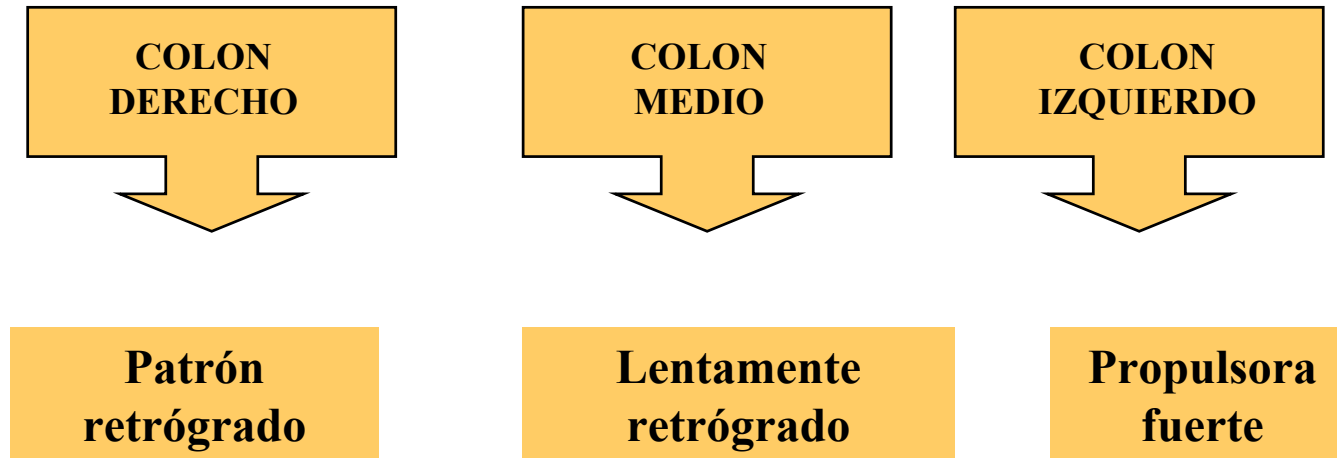 COLON
DERECHO
COLON
MEDIO
COLON
IZQUIERDO
Patrón
retrógrado
Lentamente
retrógrado
Propulsora
fuerte